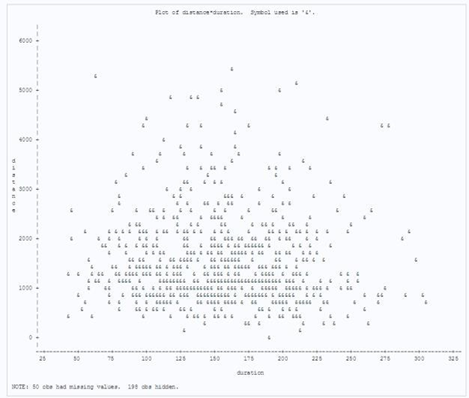 Plot of distance*duration. Symbol used is '&'.
6000
5000
distance
4000
3000
2000
1000
0
25 50 75 100 125 150 175 200 225 250 275 300 325
duration
NOTE: 50 obs had missing values. 198 obs hidden.